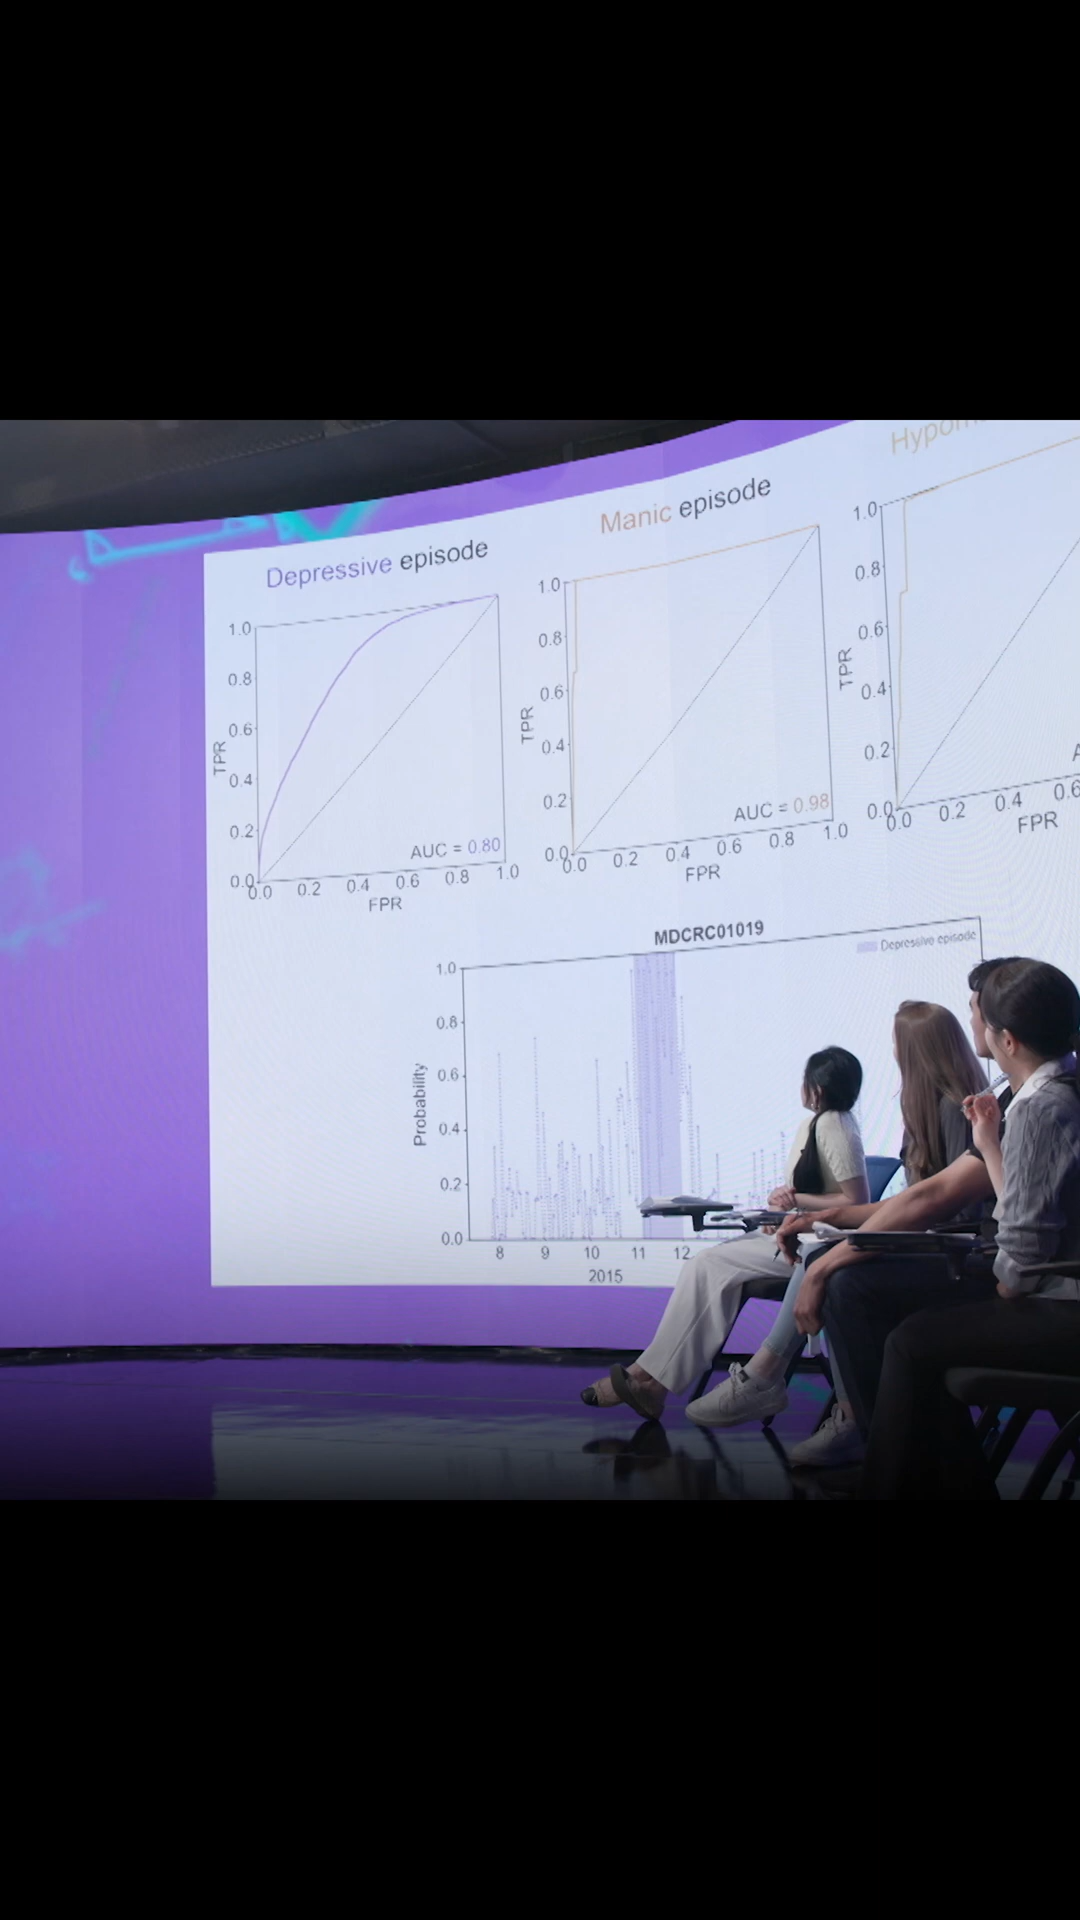 Depressive episode
1.0
0.8
0.6
0.4
0.2
0.0
TPR
0.0 0.2 0.4 0.6 0.8 1.0
FPR
AUC = 0.80
Manic episode
1.0
0.8
0.6
0.4
0.2
0.0
TPR
0.0 0.2 0.4 0.6 0.8 1.0
FPR
AUC = 0.98
1.0
0.8
0.6
0.4
0.2
0.0
TPR
0.0 0.2 0.4 0.6
FPR
MDCRC01019
Depressive episode
1.0
0.8
0.6
0.4
0.2
0.0
Probability
8 9 10 11 12
2015